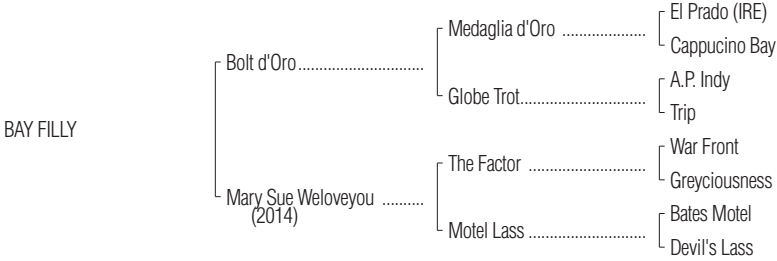 El Prado (IRE)
Medaglia d'Oro ....................
Cappucino Bay
Bolt d'Oro..............................
A.P. Indy
Globe Trot..............................
Trip
BAY FILLY
War Front
The Factor ............................
Greyciousness
Mary Sue Weloveyou ..........
(2014)
Bates Motel
Motel Lass ............................
Devil's Lass